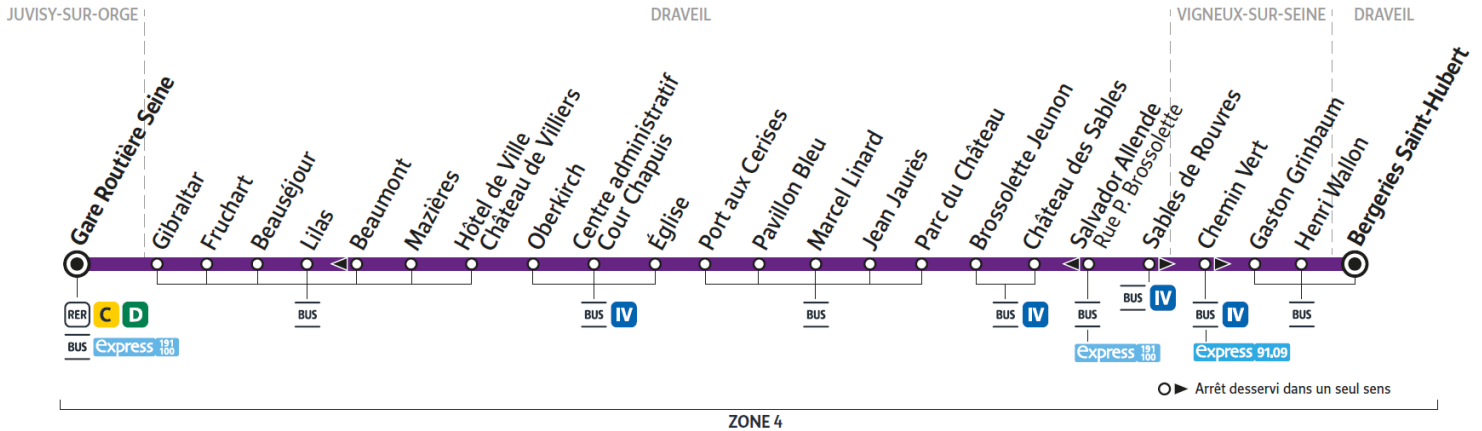 JUVISY-SUR-ORGE
DRAVEIL
VIGNEUX-SUR-SEINE
DRAVEIL
Gare Routière Seine
Gibraltar
Fruchart
Beauséjour
Lilas
Beaumont
Mazières
Hôtel de Ville
Château de Villiers
Oberkirch
Centre administratif
Cour Chapuis
Église
Port aux Cerises
Pavillon Bleu
Marcel Linard
Jean Jaurès
Parc du Château
Brossolette Jeunon
Château des Sables
Salvador Allende
Rue P. Brossolette
Sables de Rouvres
Chemin Vert
Gaston Grinbaum
Henri Wallon
Bergeries Saint-Hubert
RER C D
BUS express 191 100
BUS
BUS IV
BUS
BUS IV
BUS
express 191 100
BUS IV
BUS IV
express 91.09
BUS
Arrêt desservi dans un seul sens
ZONE 4